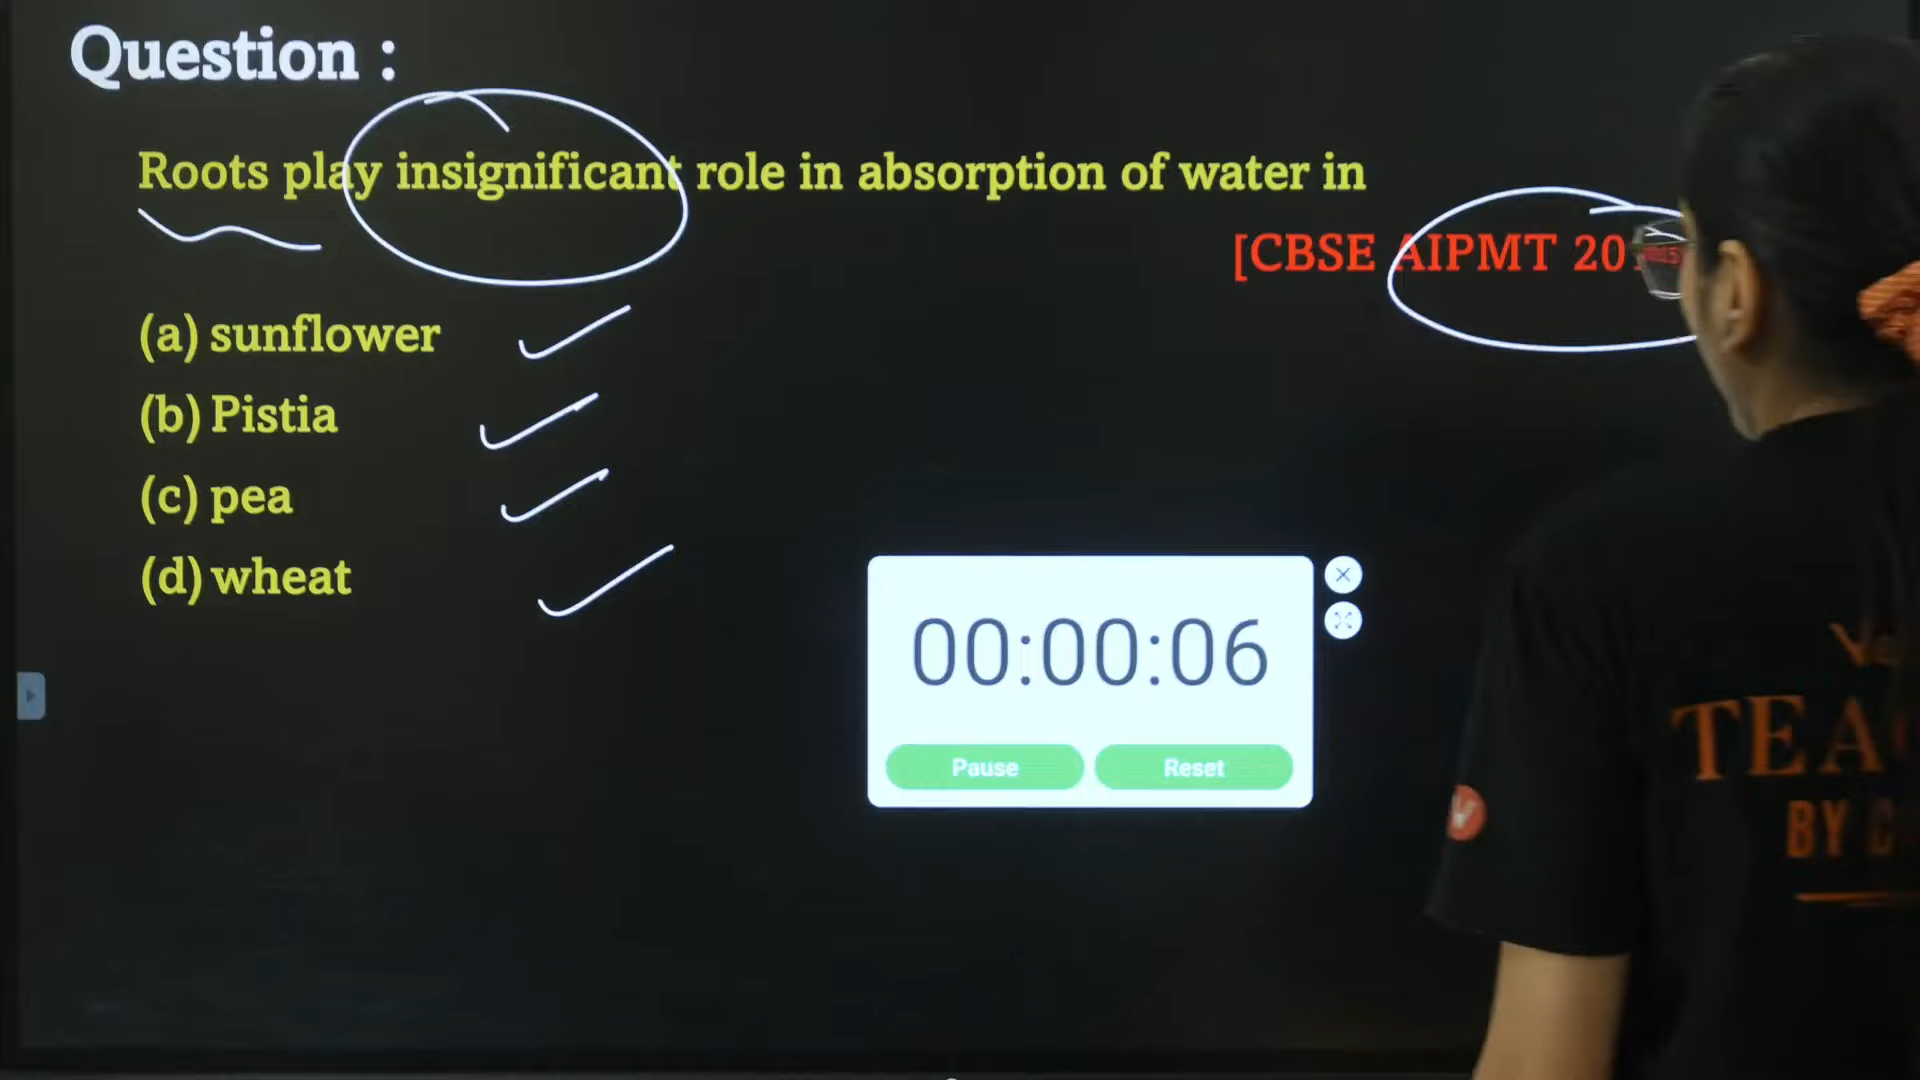 Question :
Roots play insignificant role in absorption of water in
[CBSE AIPMT 20
(a) sunflower
(b) Pistia
(c) pea
(d) wheat
00:00:06
Pause
Reset
TEA
BY